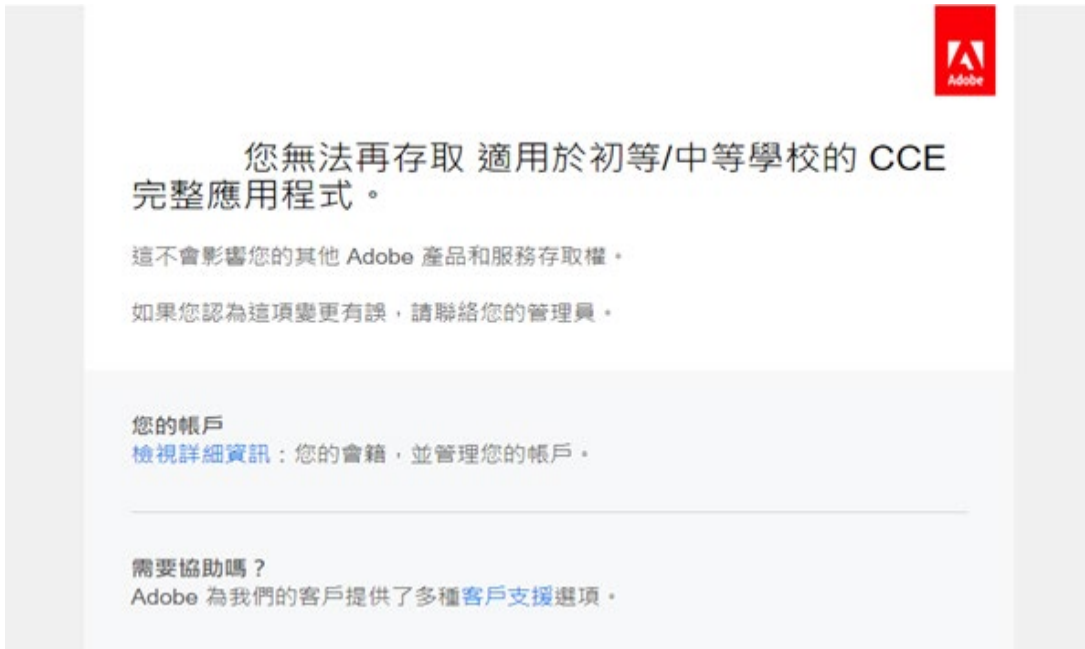 Adobe
您無法再存取 適用於初等/中等學校的 CCE
完整應用程式。
這不會影響您的其他 Adobe 產品和服務存取權。
如果您認為這項變更有誤，請聯絡您的管理員。
您的帳戶
檢視詳細資訊：您的會籍，並管理您的帳戶。
需要協助嗎？
Adobe 為我們的客戶提供了多種客戶支援選項。